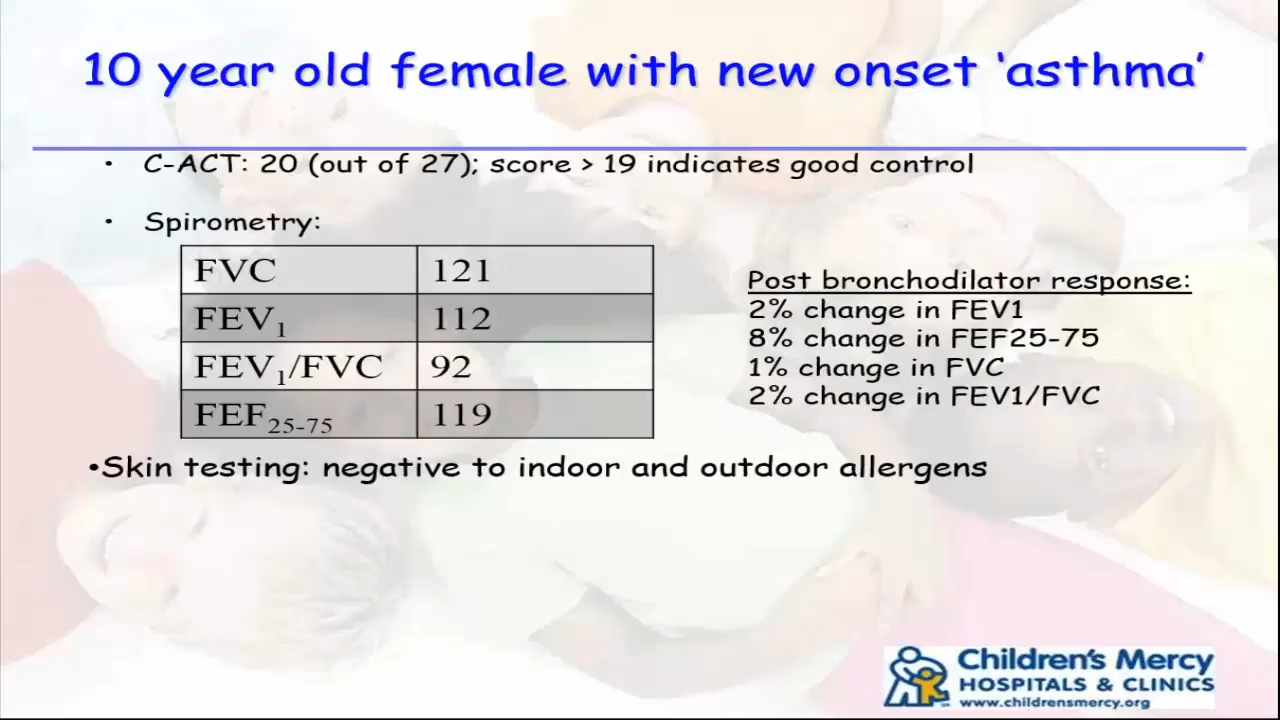 10 year old female with new onset ‘asthma’
• C-ACT: 20 (out of 27); score > 19 indicates good control
• Spirometry:
FVC 121
FEV1 112
FEV1/FVC 92
FEF25-75 119
Post bronchodilator response:
2% change in FEV1
8% change in FEF25-75
1% change in FVC
2% change in FEV1/FVC
•Skin testing: negative to indoor and outdoor allergens
Children's Mercy
HOSPITALS & CLINICS
www.childrensmercy.org